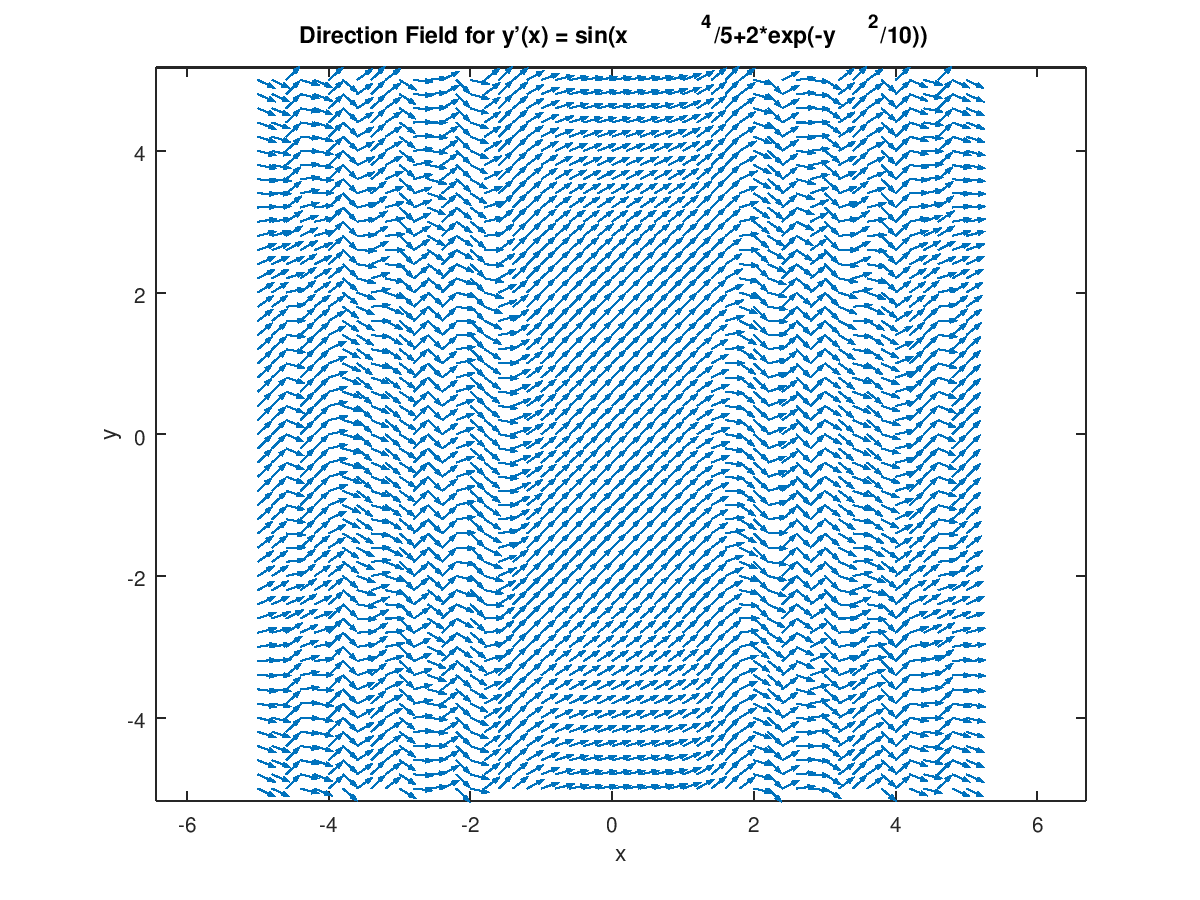 Direction Field for y'(x) = sin(x^4/5+2*exp(-y^2/10))
4
2
0
-2
-4
y
-6 -4 -2 0 2 4 6
x